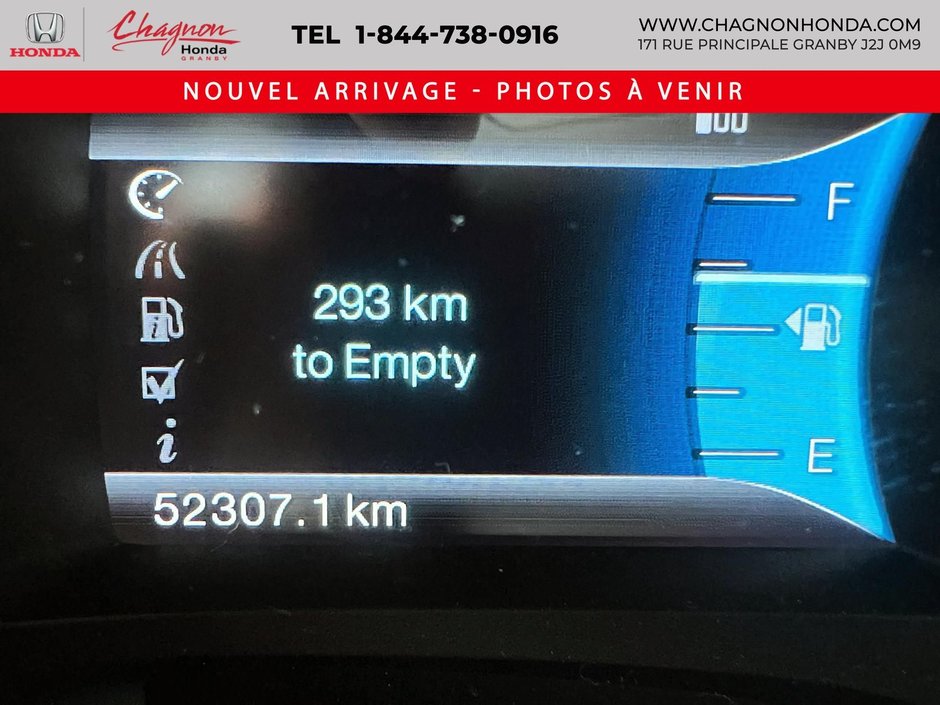 HONDA
Chagnon
Honda
GRANBY
TEL 1-844-738-0916
WWW.CHAGNONHONDA.COM
171 RUE PRINCIPALE GRANBY J2J 0M9
NOUVEL ARRIVAGE - PHOTOS À VENIR
F
293 km
to Empty
i
E
52307.1 km